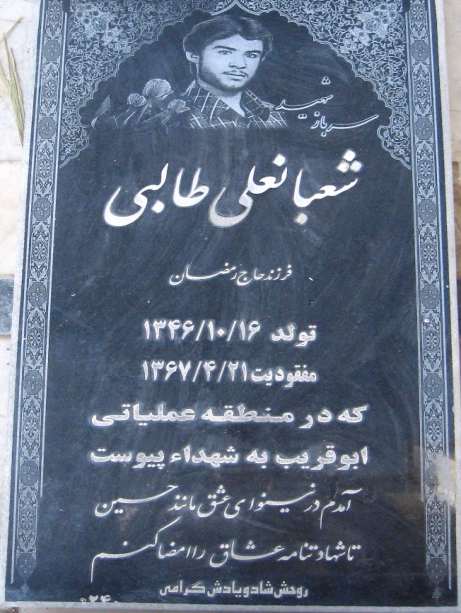 سرباز شهید
شعبانعلی طالبی
فرزند حاج رمضان
تولد ۱۳۴۶/۱۰/۱۶
مفقودیت ۱۳۶۷/۴/۲۱
که در منطقه عملیاتی
ابوقریب به شهداء پیوست
آمدم در نینوای عشق مانند حسین
تا شهادتنامه عشاق را امضا کنم
روحش شاد و یادش گرامی